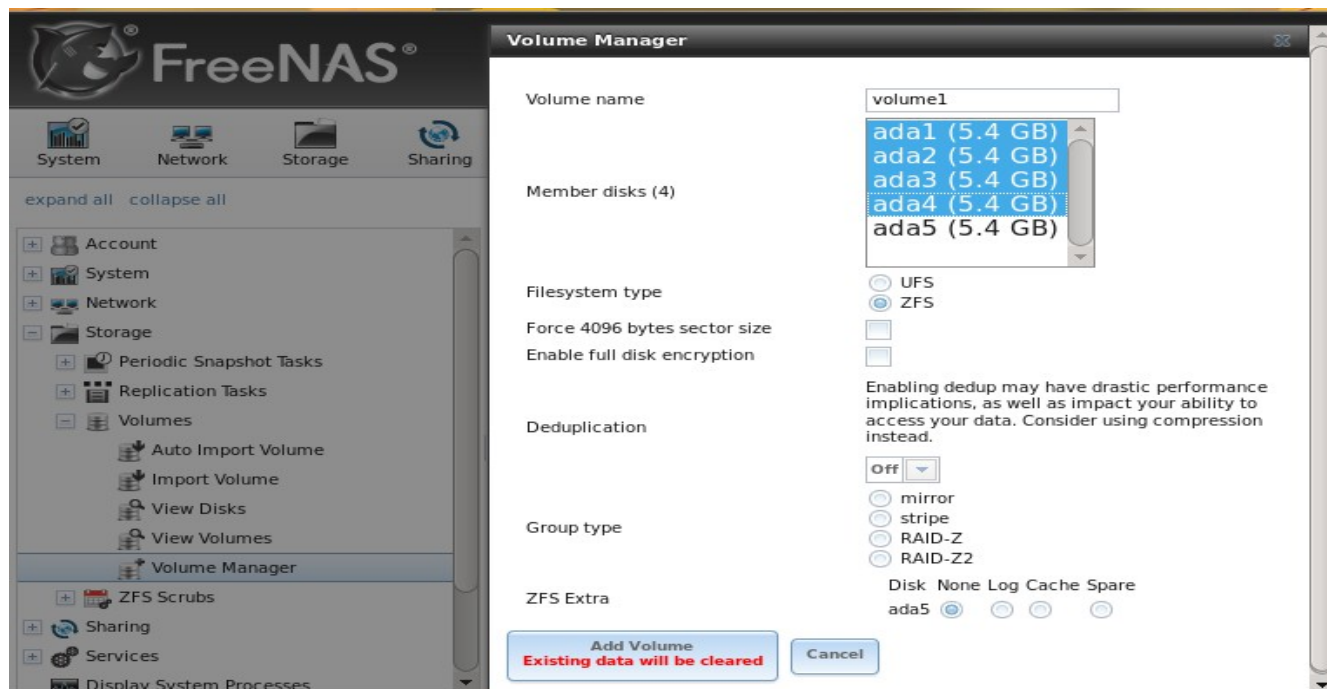 FreeNAS®
System Network Storage Sharing
expand all collapse all
Account
System
Network
Storage
Periodic Snapshot Tasks
Replication Tasks
Volumes
Auto Import Volume
Import Volume
View Disks
View Volumes
Volume Manager
ZFS Scrubs
Sharing
Services
Display System Processes
Volume Manager
Volume name
volume1
Member disks (4)
ada1 (5.4 GB)
ada2 (5.4 GB)
ada3 (5.4 GB)
ada4 (5.4 GB)
ada5 (5.4 GB)
Filesystem type
UFS
ZFS
Force 4096 bytes sector size
Enable full disk encryption
Deduplication
Enabling dedup may have drastic performance
implications, as well as impact your ability to
access your data. Consider using compression
instead.
Off
Group type
mirror
stripe
RAID-Z
RAID-Z2
ZFS Extra
Disk None Log Cache Spare
ada5
Add Volume
Existing data will be cleared
Cancel